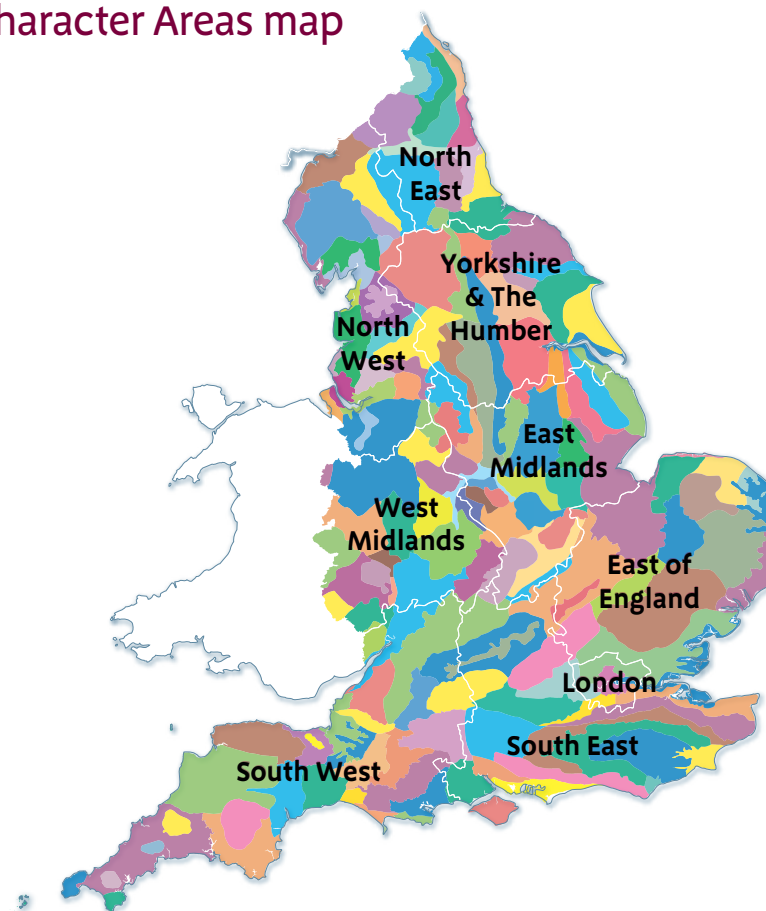 haracter Areas map
North
East
Yorkshire
& The
Humber
North
West
East
Midlands
West
Midlands
East of
England
London
South East
South West